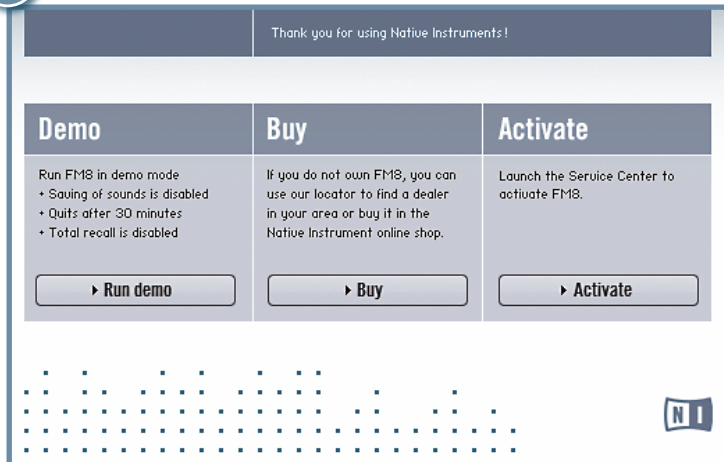 Thank you for using Native Instruments!
Demo
Buy
Activate
Run FM8 in demo mode
+ Saving of sounds is disabled
+ Quits after 30 minutes
+ Total recall is disabled
If you do not own FM8, you can
use our locator to find a dealer
in your area or buy it in the
Native Instrument online shop.
Launch the Service Center to
activate FM8.
Run demo
Buy
Activate
NI